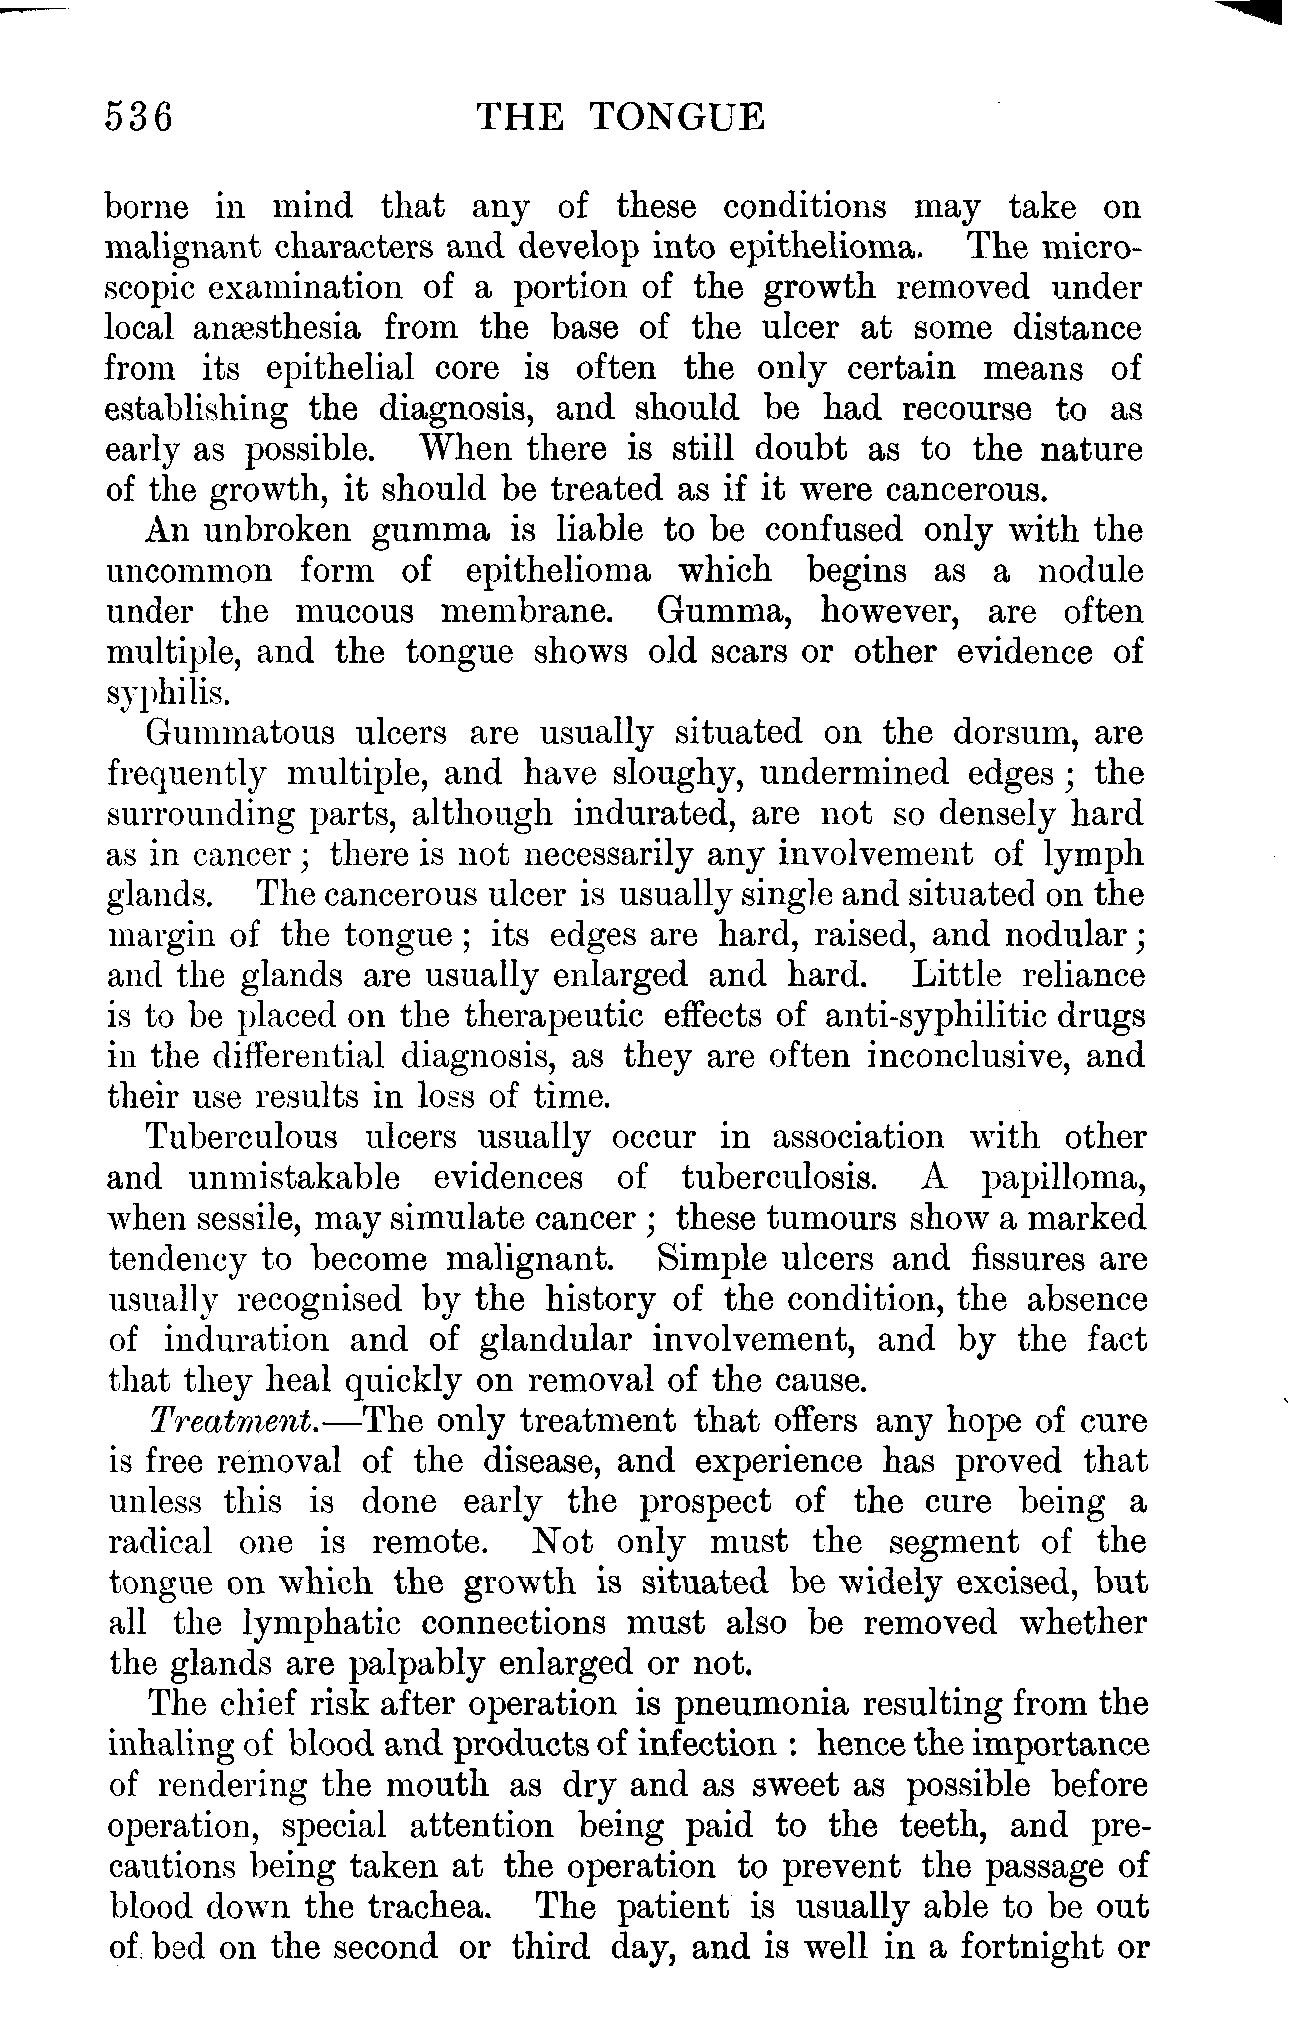 536 THE TONGUE
borne in mind that any of these conditions may take on
malignant characters and develop into epithelioma. The micro-
scopic examination of a portion of the growth removed under
local anæsthesia from the base of the ulcer at some distance
from its epithelial core is often the only certain means of
establishing the diagnosis, and should be had recourse to as
early as possible. When there is still doubt as to the nature
of the growth, it should be treated as if it were cancerous.
An unbroken gumma is liable to be confused only with the
uncommon form of epithelioma which begins as a nodule
under the mucous membrane. Gumma, however, are often
multiple, and the tongue shows old scars or other evidence of
syphilis.
Gummatous ulcers are usually situated on the dorsum, are
frequently multiple, and have sloughy, undermined edges ; the
surrounding parts, although indurated, are not so densely hard
as in cancer ; there is not necessarily any involvement of lymph
glands. The cancerous ulcer is usually single and situated on the
margin of the tongue ; its edges are hard, raised, and nodular ;
and the glands are usually enlarged and hard. Little reliance
is to be placed on the therapeutic effects of anti-syphilitic drugs
in the differential diagnosis, as they are often inconclusive, and
their use results in loss of time.
Tuberculous ulcers usually occur in association with other
and unmistakable evidences of tuberculosis. A papilloma,
when sessile, may simulate cancer ; these tumours show a marked
tendency to become malignant. Simple ulcers and fissures are
usually recognised by the history of the condition, the absence
of induration and of glandular involvement, and by the fact
that they heal quickly on removal of the cause.
Treatment.—The only treatment that offers any hope of cure
is free removal of the disease, and experience has proved that
unless this is done early the prospect of the cure being a
radical one is remote. Not only must the segment of the
tongue on which the growth is situated be widely excised, but
all the lymphatic connections must also be removed whether
the glands are palpably enlarged or not.
The chief risk after operation is pneumonia resulting from the
inhaling of blood and products of infection : hence the importance
of rendering the mouth as dry and as sweet as possible before
operation, special attention being paid to the teeth, and pre-
cautions being taken at the operation to prevent the passage of
blood down the trachea. The patient is usually able to be out
of bed on the second or third day, and is well in a fortnight or